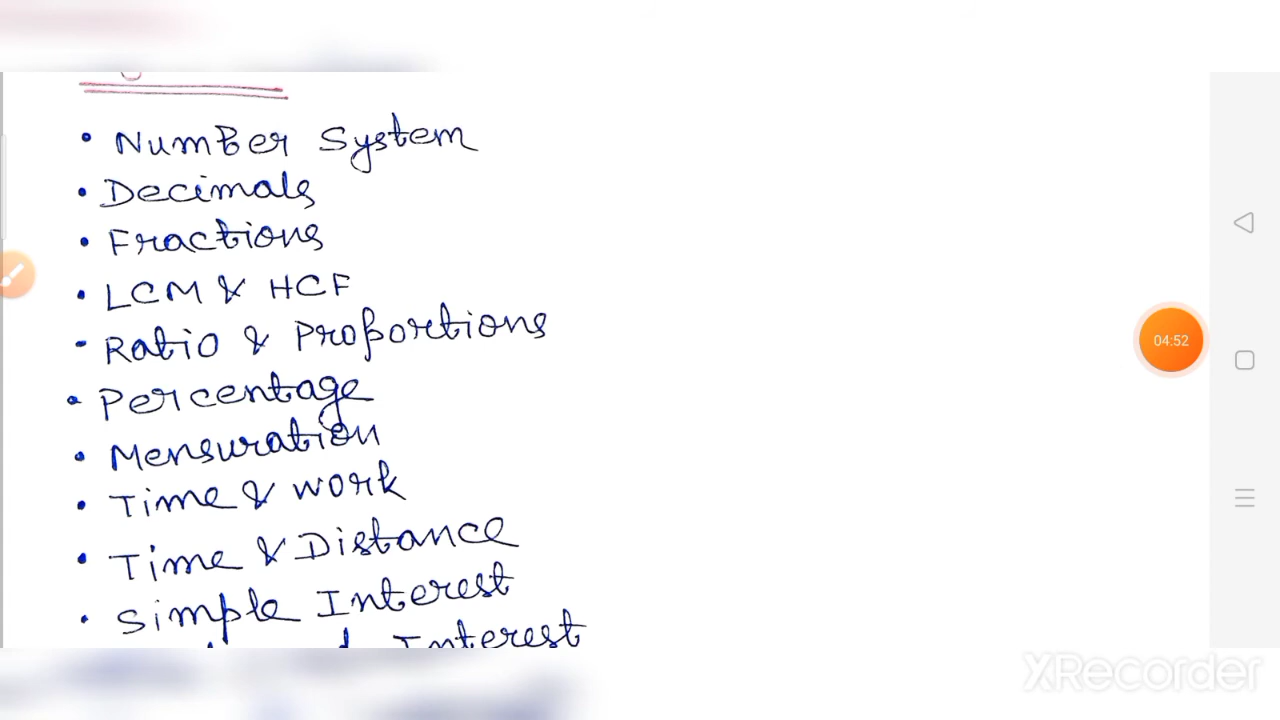 • Number System
• Decimals
• Fractions
• LCM & HCF
• Ratio & Proportions
• Percentage
• Mensuration
• Time & work
• Time & Distance
• Simple Interest
Interest
04:52
XRecorder